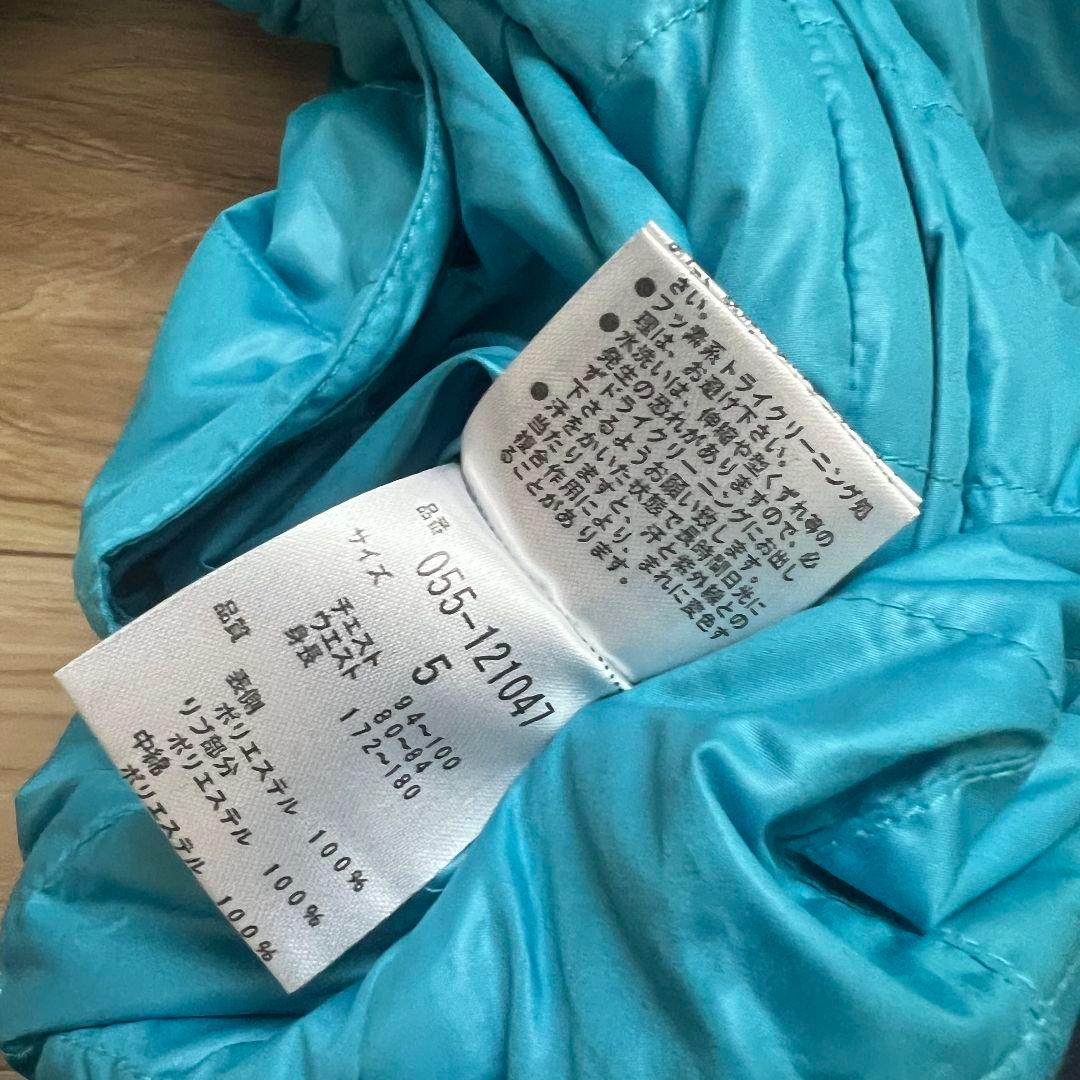 品番 055-121047
サイズ 5
チェスト 94~100
ウエスト 80~84
身長 172~180
品質 表側
ポリエステル 100%
リブ部分
ポリエステル 100%
中綿
ポリエステル 100%
さい。
●フッ素系ドライクリーニング処
理は、お避け下さい。
●水洗いは、伸縮や型くずれ等の
発生の恐れがありますので、必
ずドライクリーニングにお出し
下さるようお願い致します。
●汗をかいた状態で長時間日光に
当たりますと、汗と紫外線との
複合作用により、まれに変色す
ることがあります。